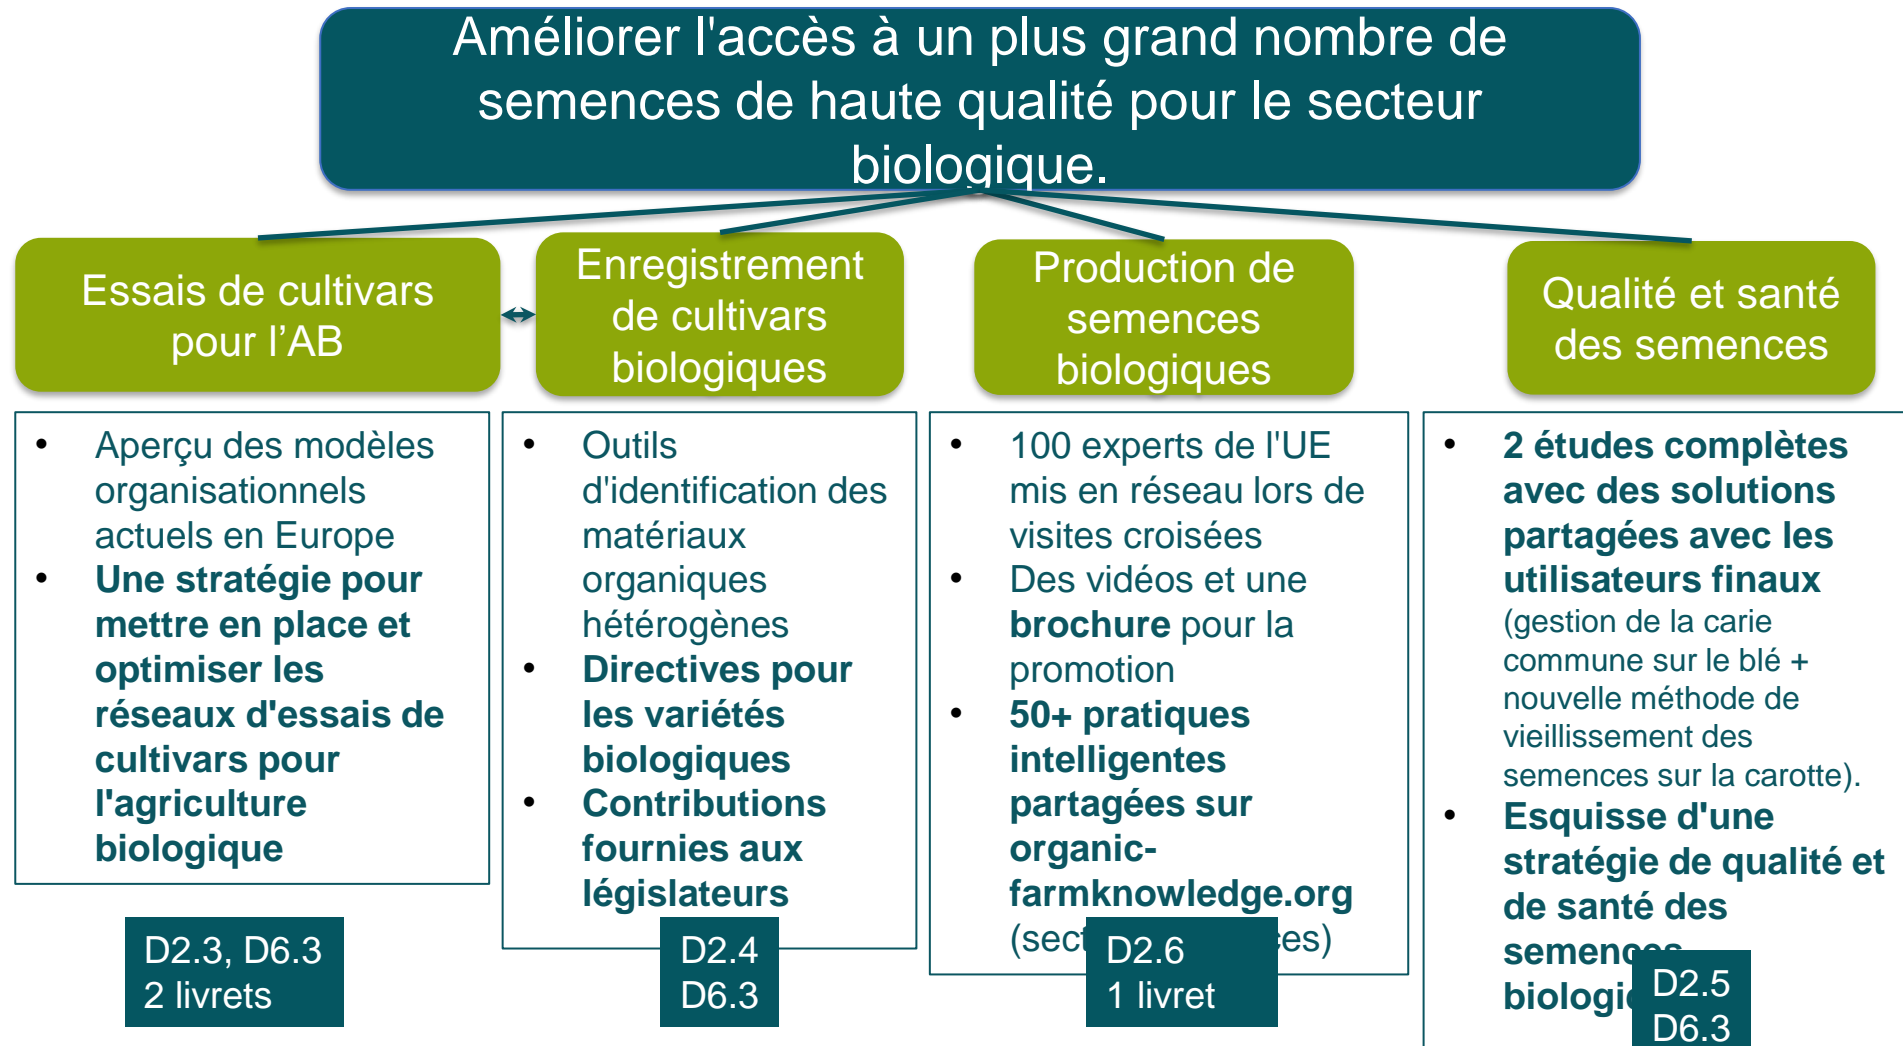 Améliorer l'accès à un plus grand nombre de
semences de haute qualité pour le secteur
biologique.
Essais de cultivars
pour l’AB
Enregistrement
de cultivars
biologiques
Production de
semences
biologiques
Qualité et santé
des semences
• Aperçu des modèles
organisationnels
actuels en Europe
• Une stratégie pour
mettre en place et
optimiser les
réseaux d'essais de
cultivars pour
l'agriculture
biologique
D2.3, D6.3
2 livrets
• Outils
d'identification des
matériaux
organiques
hétérogènes
• Directives pour
les variétés
biologiques
• Contributions
fournies aux
législateurs
D2.4
D6.3
• 100 experts de l'UE
mis en réseau lors de
visites croisées
• Des vidéos et une
brochure pour la
promotion
• 50+ pratiques
intelligentes
partagées sur
organic-
farmknowledge.org
D2.6
1 livret
• 2 études complètes
avec des solutions
partagées avec les
utilisateurs finaux
(gestion de la carie
commune sur le blé +
nouvelle méthode de
vieillissement des
semences sur la carotte).
• Esquisse d'une
stratégie de qualité et
de santé des
semences
D2.5
D6.3